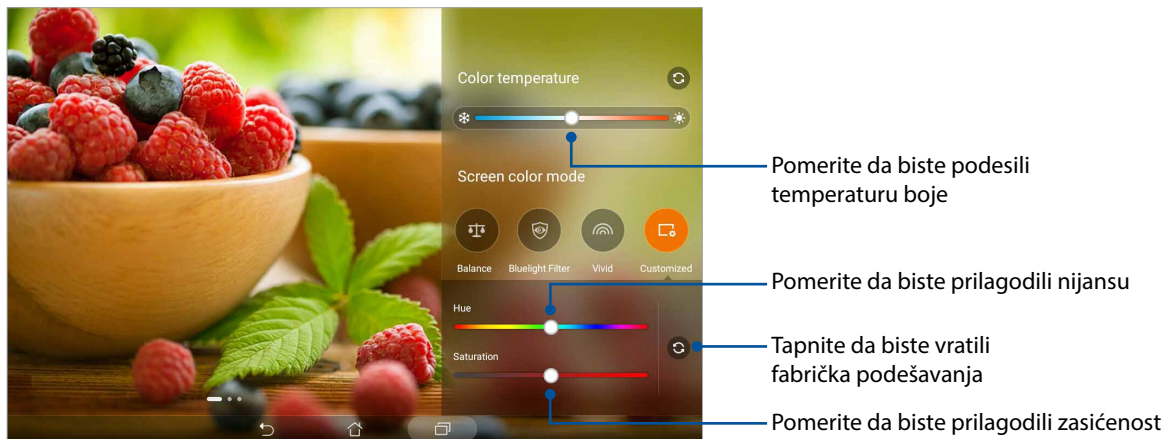 Color temperature
Pomerite da biste podesili
temperaturu boje
Screen color mode
Balance
Bluelight Filter
Vivid
Customized
Pomerite da biste prilagodili nijansu
Hue
Tapnite da biste vratili
fabrička podešavanja
Saturation
Pomerite da biste prilagodili zasićenost